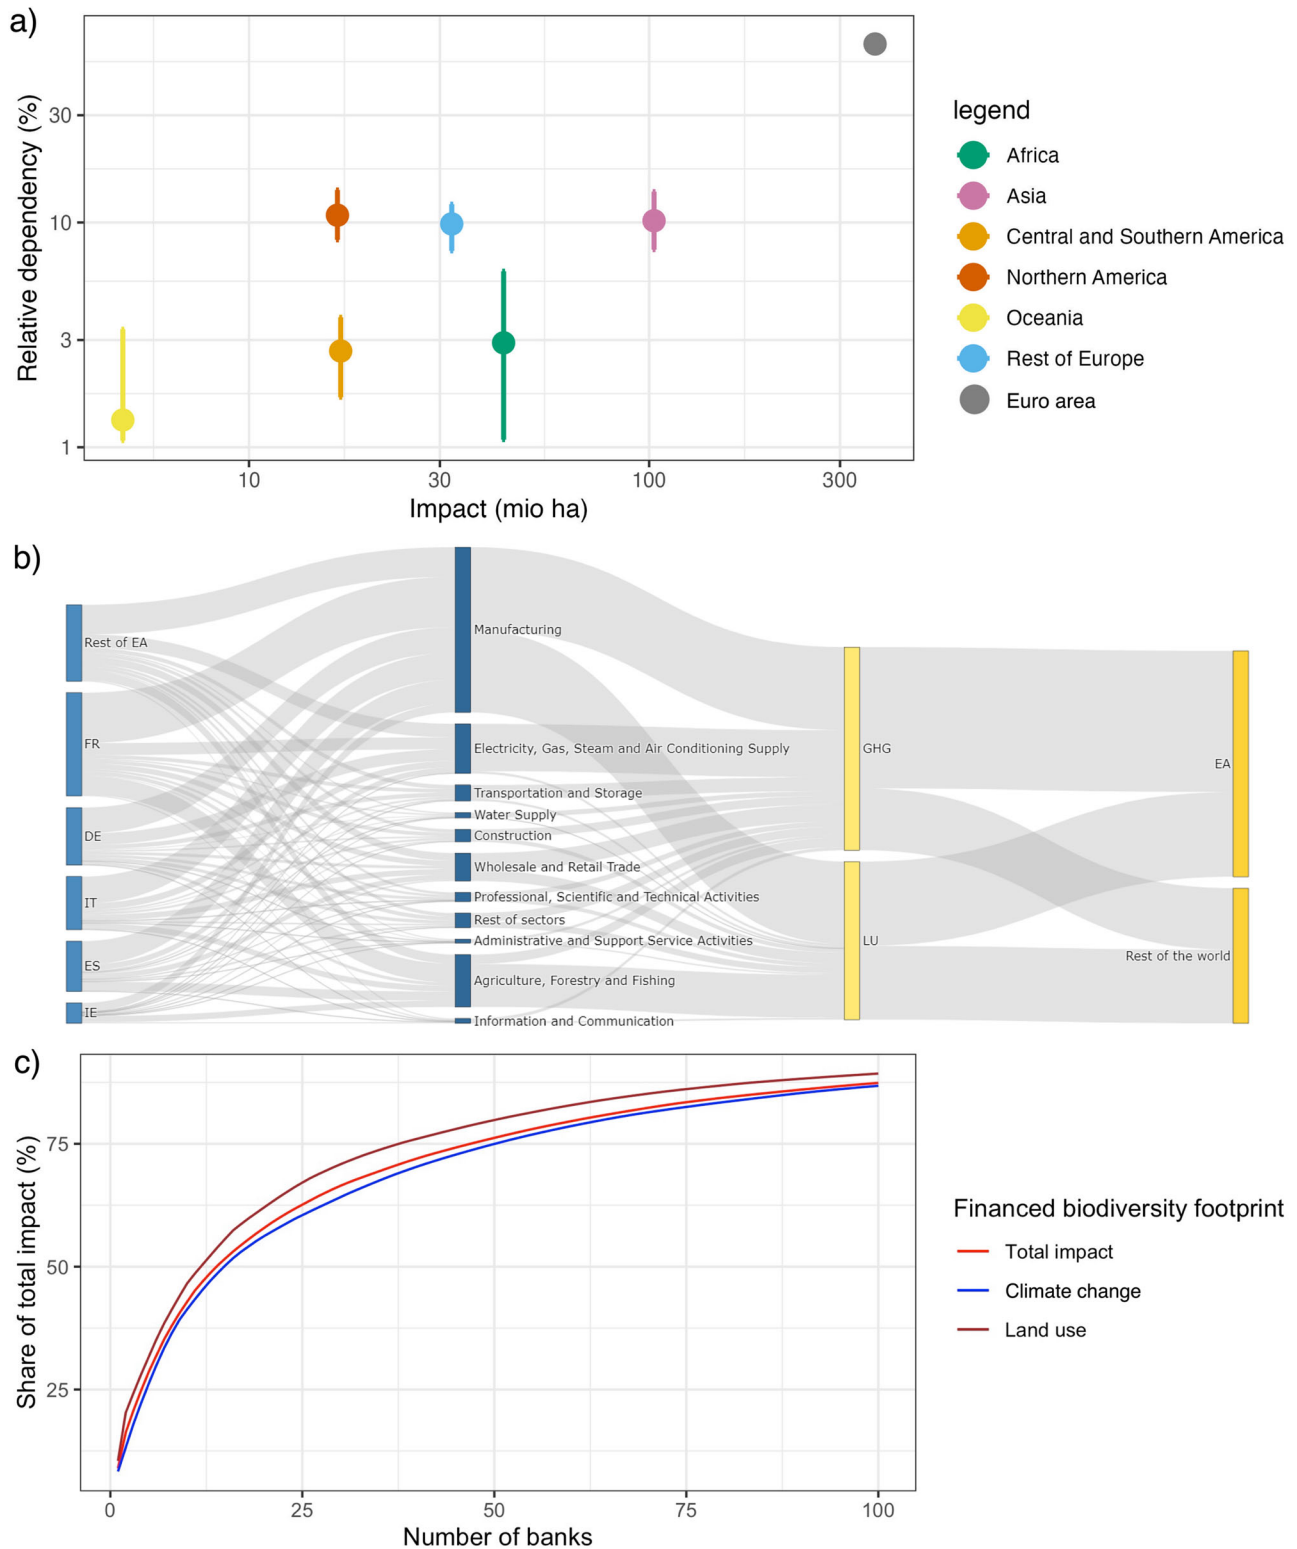 a)
Relative dependency (%)
30
10
3
1
10
30
100
300
Impact (mio ha)
legend
Africa
Asia
Central and Southern America
Northern America
Oceania
Rest of Europe
Euro area
b)
Rest of EA
FR
DE
IT
ES
IE
Manufacturing
Electricity, Gas, Steam and Air Conditioning Supply
Transportation and Storage
Water Supply
Construction
Wholesale and Retail Trade
Professional, Scientific and Technical Activities
Rest of sectors
Administrative and Support Service Activities
Agriculture, Forestry and Fishing
Information and Communication
GHG
LU
EA
Rest of the world
c)
Share of total impact (%)
75
50
25
0
25
50
75
100
Number of banks
Financed biodiversity footprint
Total impact
Climate change
Land use